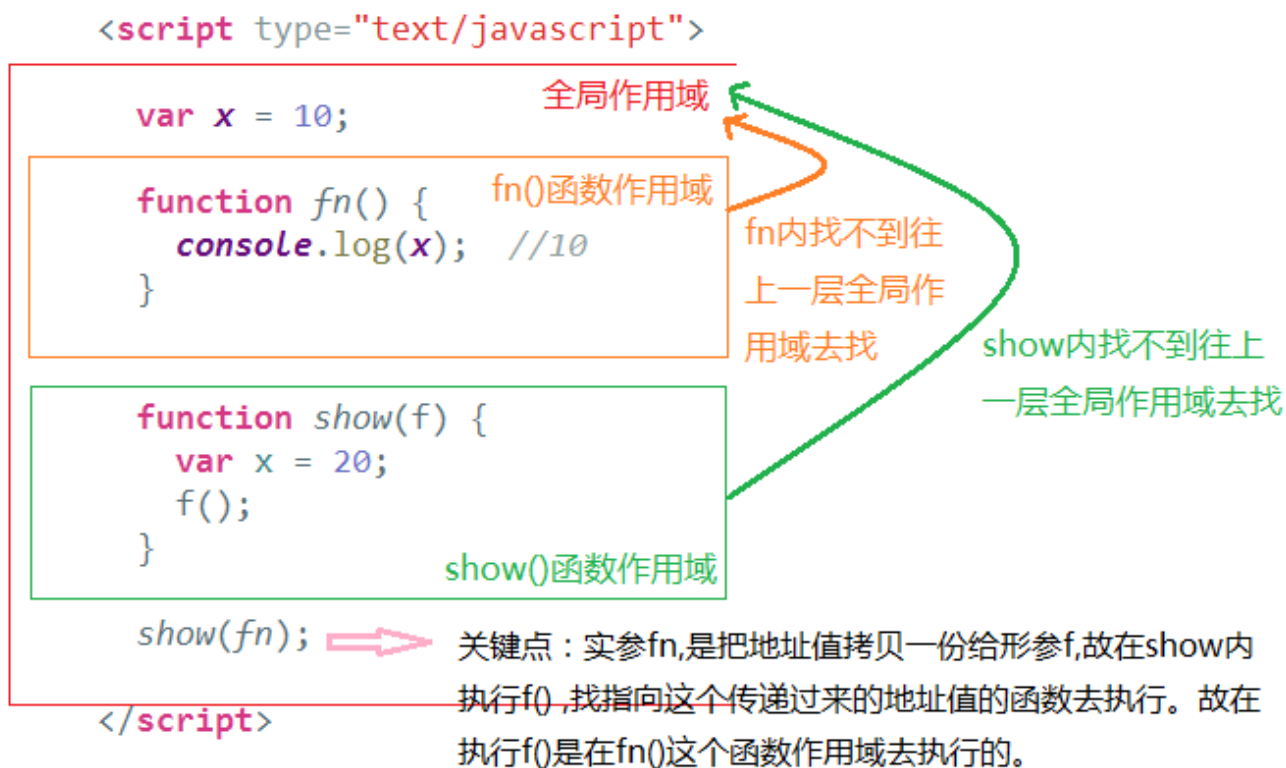 <script type="text/javascript">
全局作用域
var x = 10;
fn()函数作用域
function fn() {
console.log(x);  //10
}
fn内找不到往
上一层全局作
用域去找
show内找不到往上
一层全局作用域去找
function show(f) {
var x = 20;
f();
}
show()函数作用域
show(fn);
关键点：实参fn,是把地址值拷贝一份给形参f,故在show内
执行f() ,找指向这个传递过来的地址值的函数去执行。故在
执行f()是在fn()这个函数作用域去执行的。
</script>